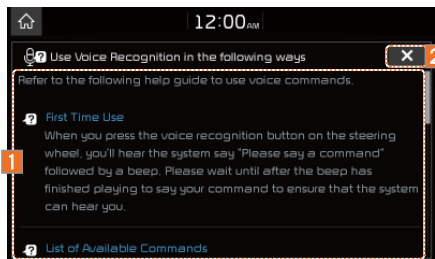 12:00 AM
Use Voice Recognition in the following ways
2
Refer to the following help guide to use voice commands.
First Time Use
When you press the voice recognition button on the steering
wheel, you'll hear the system say "Please say a command"
followed by a beep. Please wait until after the beep has
1
finished playing to say your command to ensure that the system
can hear you.
List of Available Commands